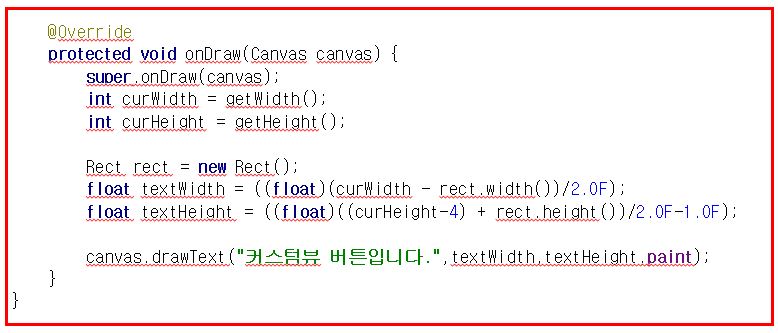 @Override
protected void onDraw(Canvas canvas) {
super.onDraw(canvas);
int curWidth = getWidth();
int curHeight = getHeight();
Rect rect = new Rect();
float textWidth = ((float)(curWidth - rect.width())/2.0F);
float textHeight = ((float)((curHeight-4) + rect.height())/2.0F-1.0F);
canvas.drawText("커스텀뷰 버튼입니다.",textWidth,textHeight,paint);
}
}